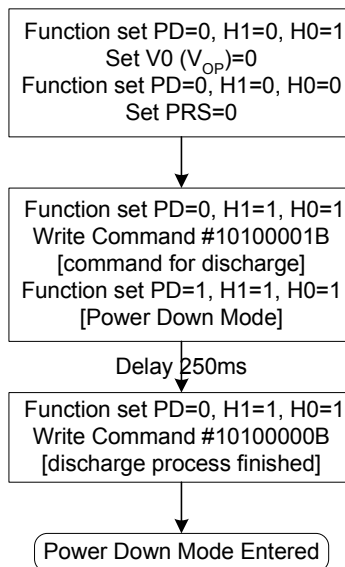 Function set PD=0, H1=0, H0=1
Set V0 (VOP)=0
Function set PD=0, H1=0, H0=0
Set PRS=0
Function set PD=0, H1=1, H0=1
Write Command #10100001B
[command for discharge]
Function set PD=1, H1=1, H0=1
[Power Down Mode]
Delay 250ms
Function set PD=0, H1=1, H0=1
Write Command #10100000B
[discharge process finished]
Power Down Mode Entered